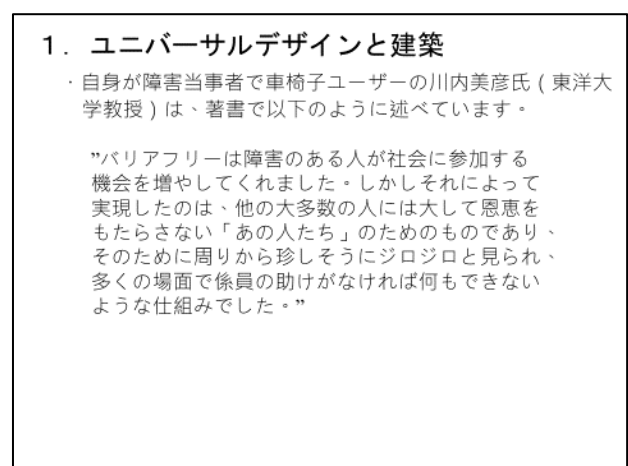 １．ユニバーサルデザインと建築
・自身が障害当事者で車椅子ユーザーの川内美彦氏（東洋大
学教授）は、著書で以下のように述べています。
”バリアフリーは障害のある人が社会に参加する
機会を増やしてくれました。しかしそれによって
実現したのは、他の大多数の人には大して恩恵を
もたらさない「あの人たち」のためのものであり、
そのために周りから珍しそうにジロジロと見られ、
多くの場面で係員の助けがなければ何もできない
ような仕組みでした。”